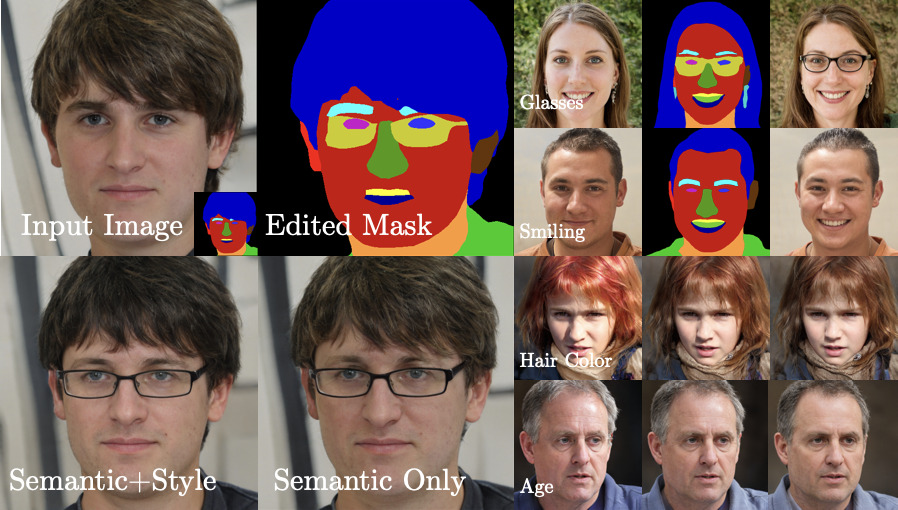 Input Image
Edited Mask
Glasses
Smiling
Semantic+Style
Semantic Only
Hair Color
Age